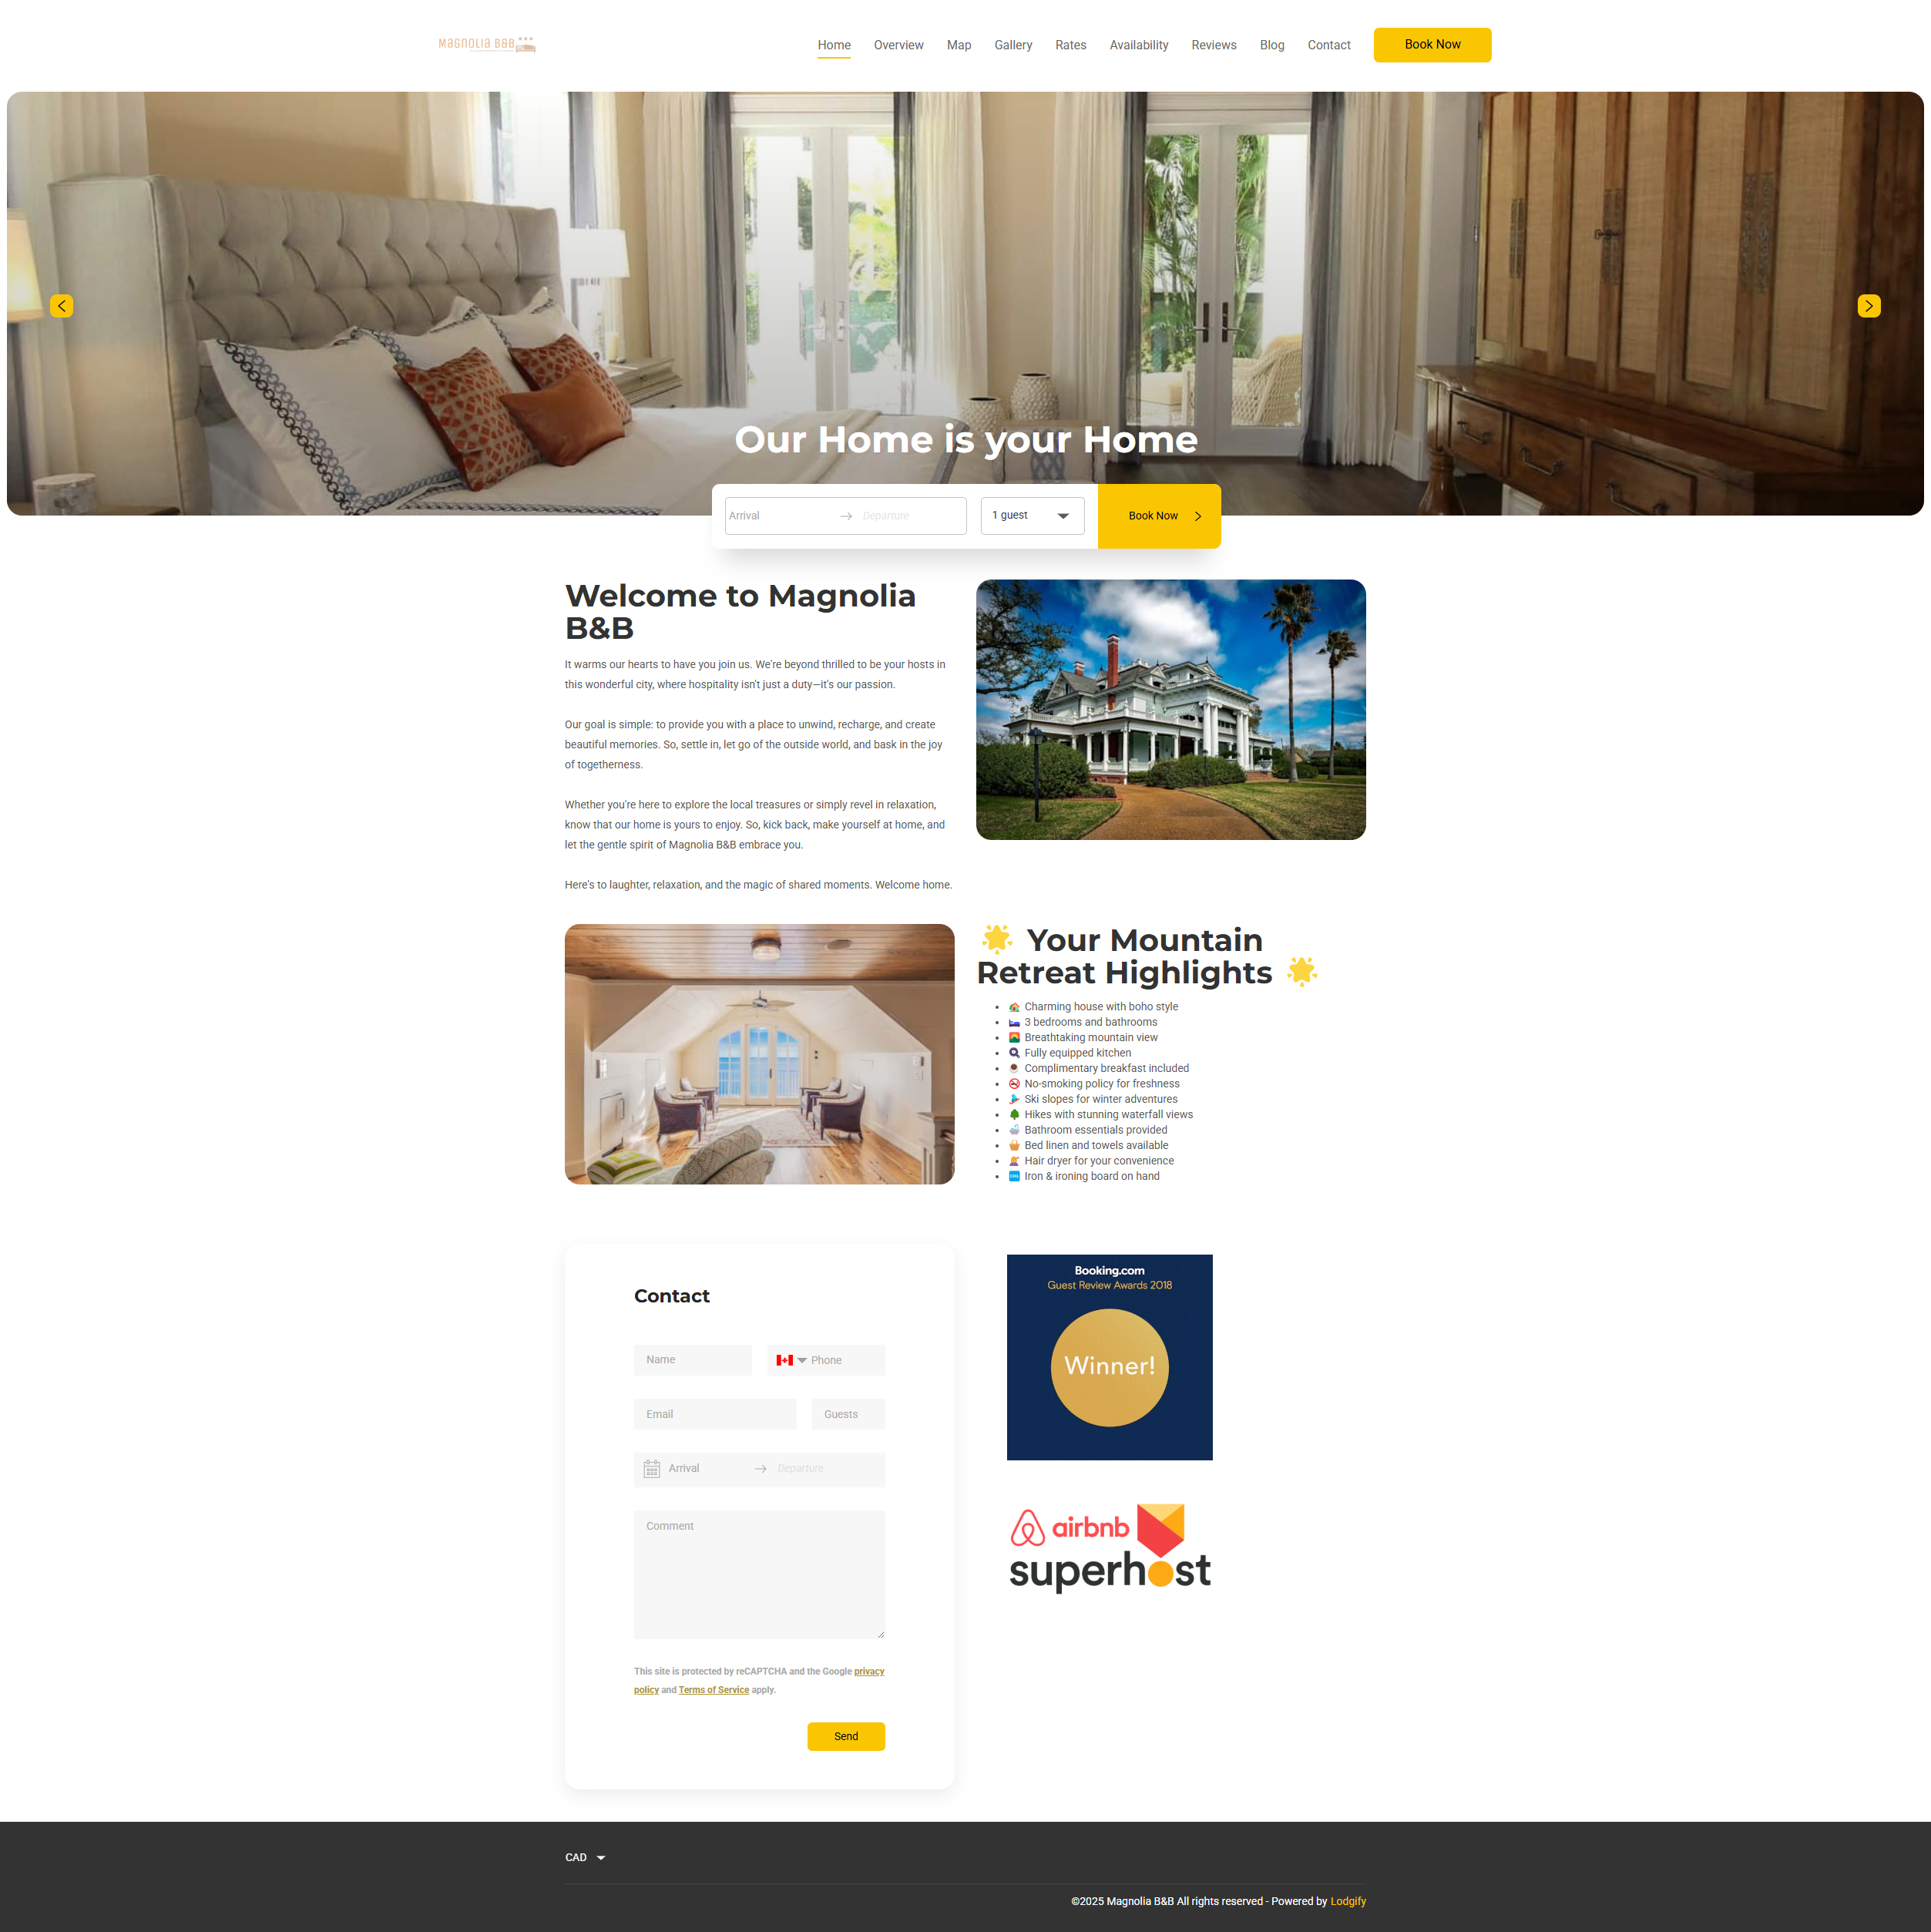 MaGnOLIa B&B
Home Overview Map Gallery Rates Availability Reviews Blog Contact Book Now
Our Home is your Home
Arrival Departure 1 guest Book Now
Welcome to Magnolia
B&B
It warms our hearts to have you join us. We're beyond thrilled to be your hosts in
this wonderful city, where hospitality isn't just a duty—it's our passion.
Our goal is simple: to provide you with a place to unwind, recharge, and create
beautiful memories. So, settle in, let go of the outside world, and bask in the joy
of togetherness.
Whether you're here to explore the local treasures or simply revel in relaxation,
know that our home is yours to enjoy. So, kick back, make yourself at home, and
let the gentle spirit of Magnolia B&B embrace you.
Here's to laughter, relaxation, and the magic of shared moments. Welcome home.
🌟 Your Mountain
Retreat Highlights 🌟
Charming house with boho style
3 bedrooms and bathrooms
Breathtaking mountain view
Fully equipped kitchen
Complimentary breakfast included
No-smoking policy for freshness
Ski slopes for winter adventures
Hikes with stunning waterfall views
Bathroom essentials provided
Bed linen and towels available
Hair dryer for your convenience
Iron & ironing board on hand
Contact
Name Phone
Email Guests
Arrival Departure
Comment
This site is protected by reCAPTCHA and the Google privacy
policy and Terms of Service apply.
Send
Booking.com
Guest Review Awards 2018
Winner!
airbnb
superhost
CAD
©2025 Magnolia B&B All rights reserved - Powered by Lodgify